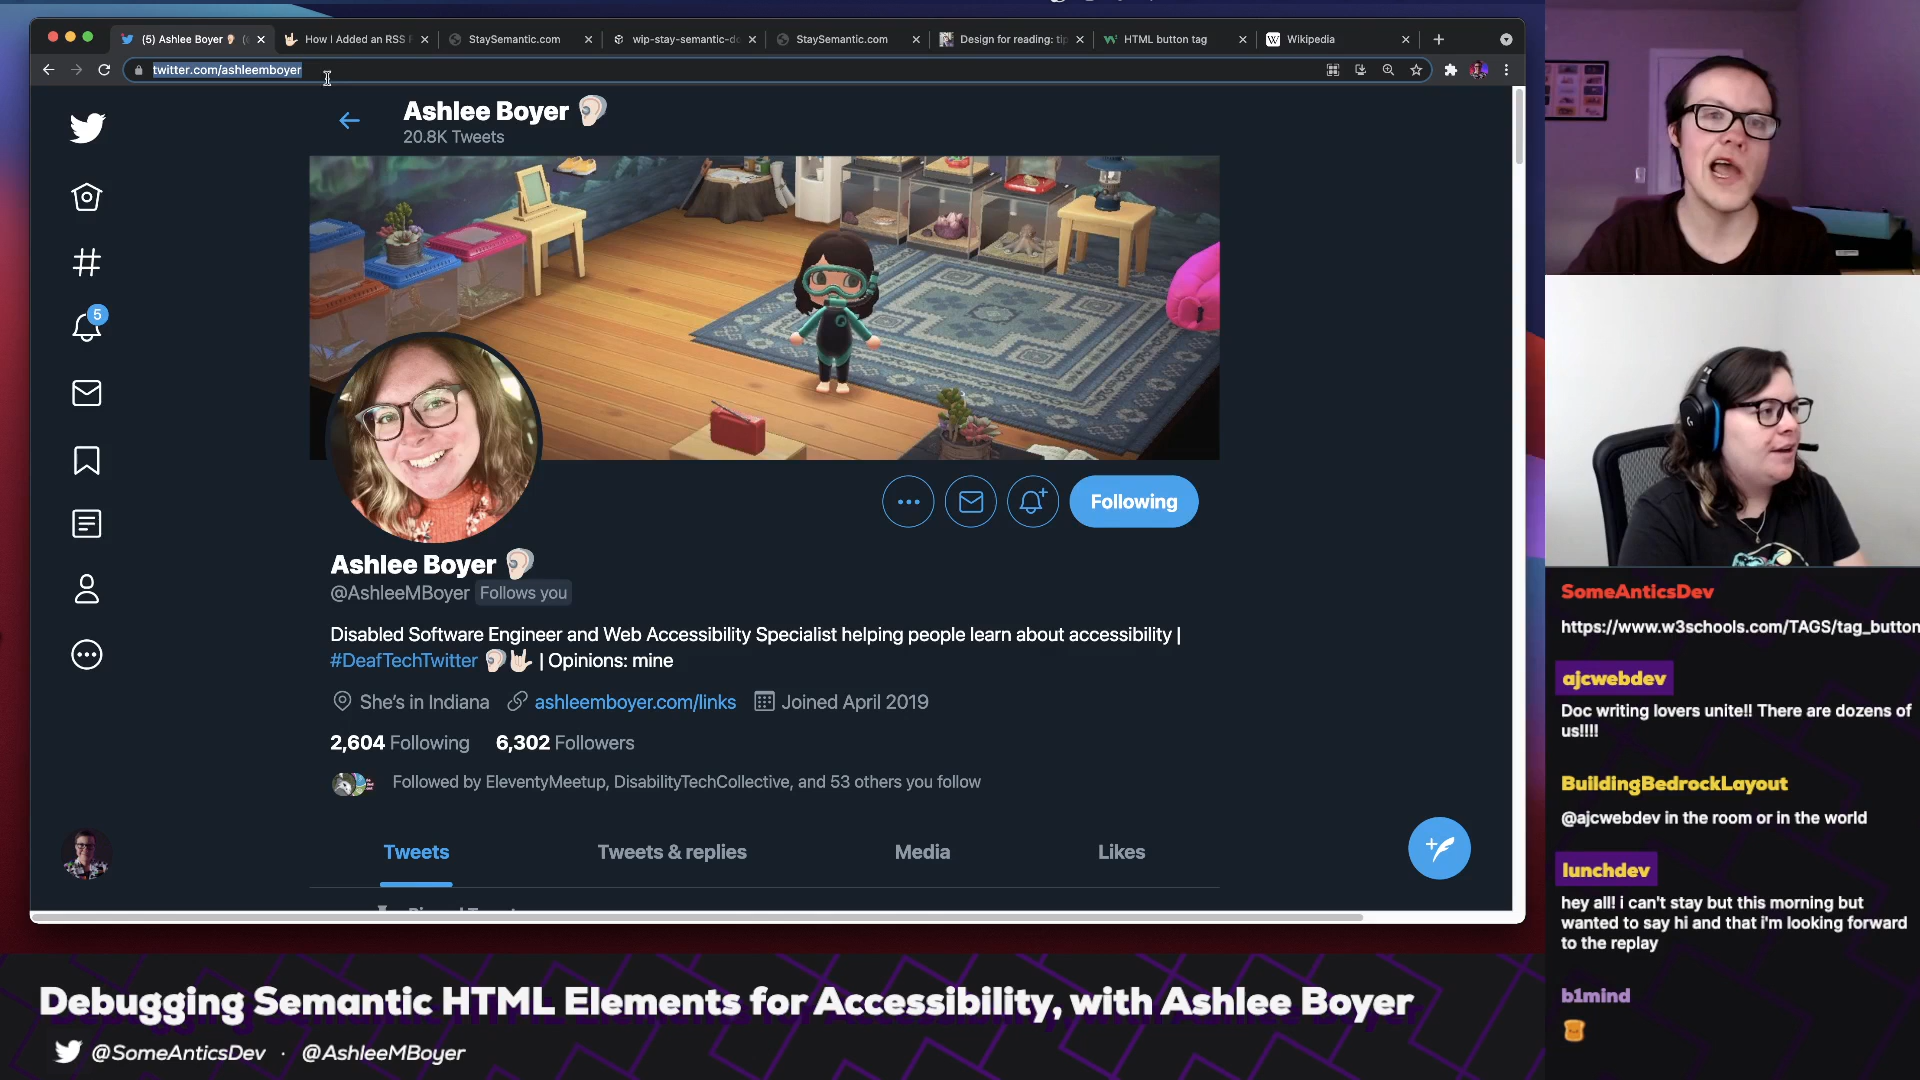 (5) Ashlee Boyer
How I Added an RSS F
StaySemantic.com
wip-stay-semantic-do
StaySemantic.com
Design for reading: tip
HTML button tag
Wikipedia
twitter.com/ashleemboyer
Ashlee Boyer
20.8K Tweets
5
Following
Ashlee Boyer
@AshleeMBoyer Follows you
Disabled Software Engineer and Web Accessibility Specialist helping people learn about accessibility |
#DeafTechTwitter 🦻🏻🤟🏻 | Opinions: mine
She's in Indiana ashleemboyer.com/links Joined April 2019
2,604 Following 6,302 Followers
Followed by EleventyMeetup, DisabilityTechCollective, and 53 others you follow
Tweets Tweets & replies Media Likes
SomeAnticsDev
https://www.w3schools.com/TAGS/tag_button
ajcwebdev
Doc writing lovers unite!! There are dozens of
us!!!!
BuildingBedrockLayout
@ajcwebdev in the room or in the world
lunchdev
hey all! i can't stay but this morning but
wanted to say hi and that i'm looking forward
to the replay
b1mind
Debugging Semantic HTML Elements for Accessibility, with Ashlee Boyer
@SomeAnticsDev · @AshleeMBoyer